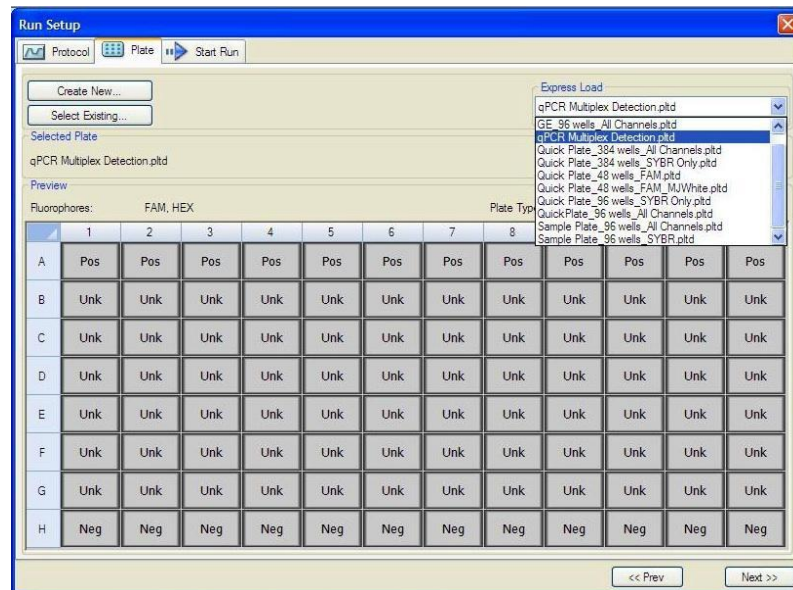 Run Setup
Protocol Plate Start Run
Create New...
Select Existing...
Express Load
qPCR Multiplex Detection.pltd
GE_96 wells_All Channels.pltd
qPCR Multiplex Detection.pltd
Quick Plate_384 wells_All Channels.pltd
Quick Plate_384 wells_SYBR Only.pltd
Quick Plate_48 wells_FAM.pltd
Quick Plate_48 wells_FAM_MJWhite.pltd
Quick Plate_96 wells_SYBR Only.pltd
QuickPlate_96 wells_All Channels.pltd
Sample Plate_96 wells_All Channels.pltd
Sample Plate_96 wells_SYBR.pltd
Selected Plate
qPCR Multiplex Detection.pltd
Preview
Fluorophores: FAM, HEX Plate Typ
1 2 3 4 5 6 7 8
A Pos Pos Pos Pos Pos Pos Pos Pos Pos Pos Pos Pos
B Unk Unk Unk Unk Unk Unk Unk Unk Unk Unk Unk Unk
C Unk Unk Unk Unk Unk Unk Unk Unk Unk Unk Unk Unk
D Unk Unk Unk Unk Unk Unk Unk Unk Unk Unk Unk Unk
E Unk Unk Unk Unk Unk Unk Unk Unk Unk Unk Unk Unk
F Unk Unk Unk Unk Unk Unk Unk Unk Unk Unk Unk Unk
G Unk Unk Unk Unk Unk Unk Unk Unk Unk Unk Unk Unk
H Neg Neg Neg Neg Neg Neg Neg Neg Neg Neg Neg Neg
<< Prev Next >>